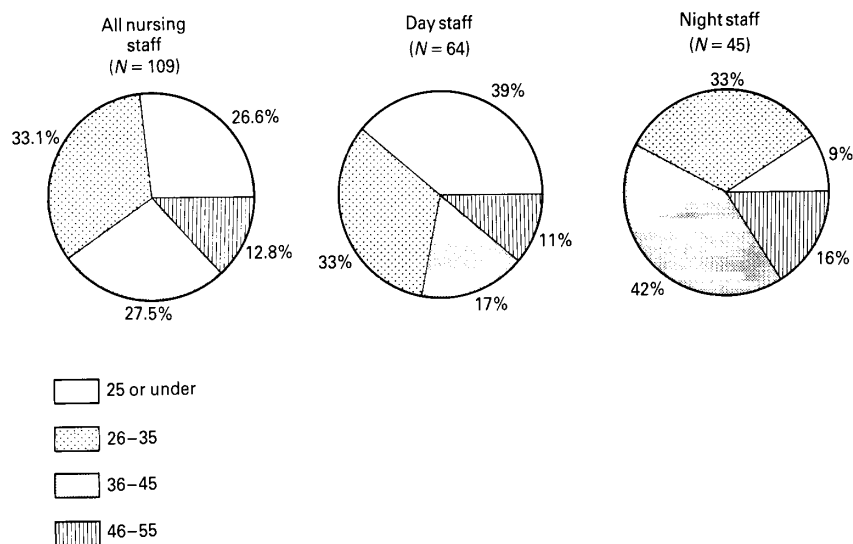 All nursing
staff
(N = 109)
26.6%
33.1%
12.8%
27.5%
Day staff
(N = 64)
39%
33%
11%
17%
Night staff
(N = 45)
33%
9%
16%
42%
25 or under
26–35
36–45
46–55